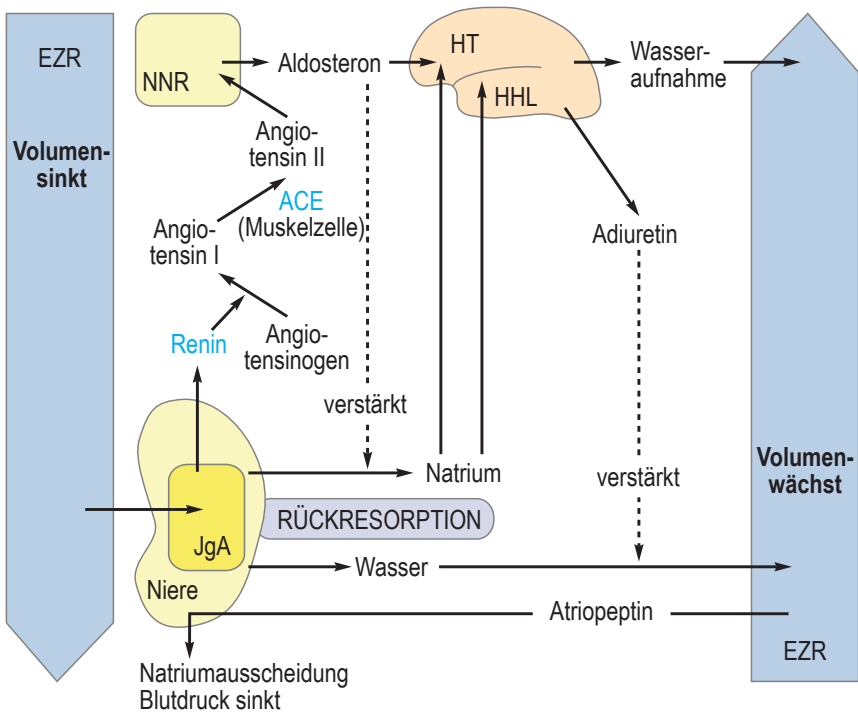 EZR
Volumen-
sinkt
NNR
Aldosteron
HT
HHL
Wasser-
aufnahme
Angio-
tensin II
ACE
(Muskelzelle)
Angio-
tensin I
Adiuretin
Renin
Angio-
tensinogen
verstärkt
Natrium
verstärkt
Volumen-
wächst
RÜCKRESORPTION
JgA
Niere
Wasser
Atriopeptin
EZR
Natriumausscheidung
Blutdruck sinkt